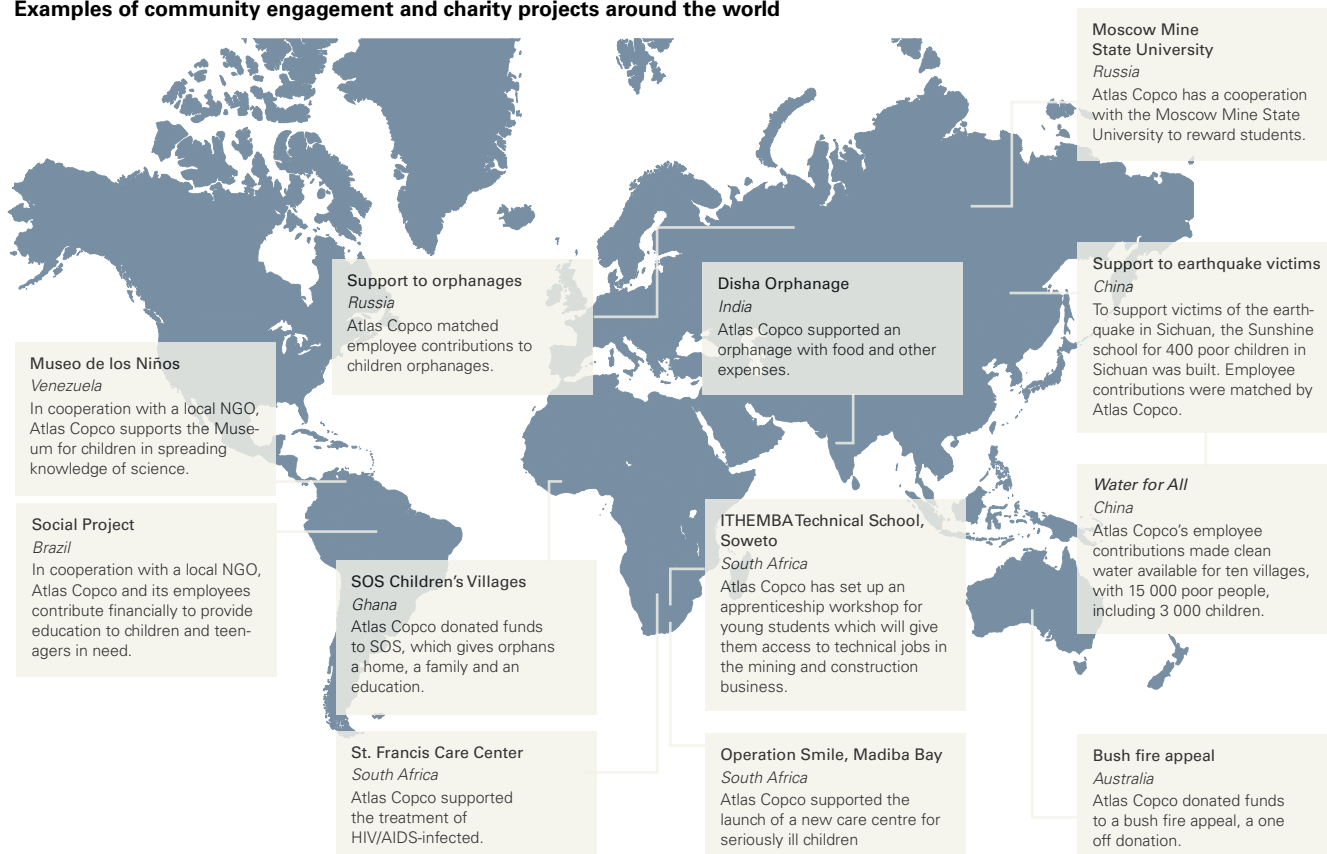 Examples of community engagement and charity projects around the world
Moscow Mine
State University
Russia
Atlas Copco has a cooperation
with the Moscow Mine State
University to reward students.
Support to orphanages
Russia
Atlas Copco matched
employee contributions to
children orphanages.
Disha Orphanage
India
Atlas Copco supported an
orphanage with food and other
expenses.
Support to earthquake victims
China
To support victims of the earth-
quake in Sichuan, the Sunshine
school for 400 poor children in
Sichuan was built. Employee
contributions were matched by
Atlas Copco.
Museo de los Niños
Venezuela
In cooperation with a local NGO,
Atlas Copco supports the Muse-
um for children in spreading
knowledge of science.
Water for All
China
Atlas Copco's employee
contributions made clean
water available for ten villages,
with 15 000 poor people,
including 3 000 children.
Social Project
Brazil
In cooperation with a local NGO,
Atlas Copco and its employees
contribute financially to provide
education to children and teen-
agers in need.
SOS Children's Villages
Ghana
Atlas Copco donated funds
to SOS, which gives orphans
a home, a family and an
education.
ITHEMBA Technical School,
Soweto
South Africa
Atlas Copco has set up an
apprenticeship workshop for
young students which will give
them access to technical jobs in
the mining and construction
business.
St. Francis Care Center
South Africa
Atlas Copco supported
the treatment of
HIV/AIDS-infected.
Operation Smile, Madiba Bay
South Africa
Atlas Copco supported the
launch of a new care centre for
seriously ill children
Bush fire appeal
Australia
Atlas Copco donated funds
to a bush fire appeal, a one
off donation.